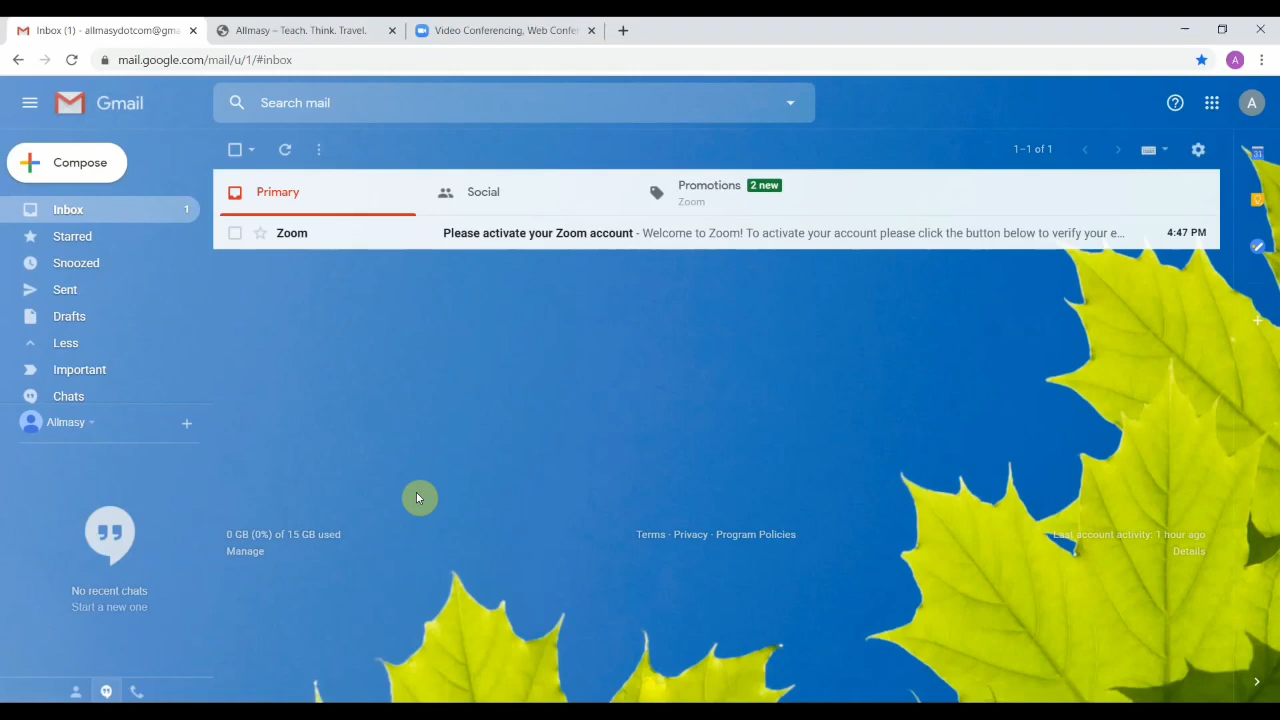 Inbox (1) - allmasydotcom@gma
Allmasy – Teach. Think. Travel.
Video Conferencing, Web Confer
mail.google.com/mail/u/1/#inbox
A
Gmail
Search mail
A
Compose
1–1 of 1
31
Primary
Social
Promotions 2 new
Zoom
Inbox 1
Zoom Please activate your Zoom account - Welcome to Zoom! To activate your account please click the button below to verify your e… 4:47 PM
Starred
Snoozed
Sent
Drafts
Less
Important
Chats
Allmasy
0 GB (0%) of 15 GB used
Manage
Terms · Privacy · Program Policies
Last account activity: 1 hour ago
Details
No recent chats
Start a new one